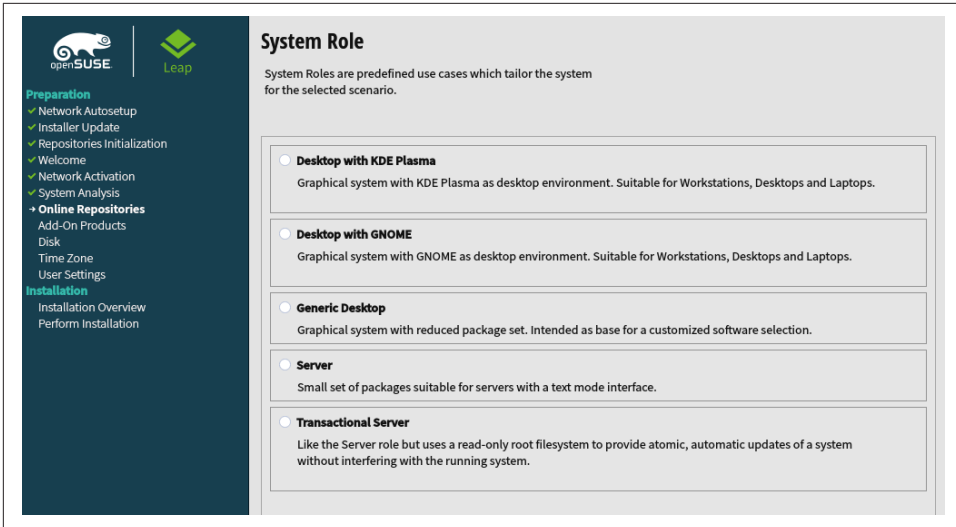 openSUSE
Leap
Preparation
Network Autosetup
Installer Update
Repositories Initialization
Welcome
Network Activation
System Analysis
Online Repositories
Add-On Products
Disk
Time Zone
User Settings
Installation
Installation Overview
Perform Installation
System Role
System Roles are predefined use cases which tailor the system
for the selected scenario.
Desktop with KDE Plasma
Graphical system with KDE Plasma as desktop environment. Suitable for Workstations, Desktops and Laptops.
Desktop with GNOME
Graphical system with GNOME as desktop environment. Suitable for Workstations, Desktops and Laptops.
Generic Desktop
Graphical system with reduced package set. Intended as base for a customized software selection.
Server
Small set of packages suitable for servers with a text mode interface.
Transactional Server
Like the Server role but uses a read-only root filesystem to provide atomic, automatic updates of a system
without interfering with the running system.